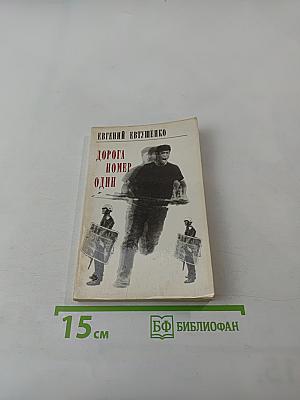 ЕВГЕНИЙ ЕВТУШЕНКО
ДОРОГА
НОМЕР
ОДИН
15 см
БФ БИБЛИОФАН